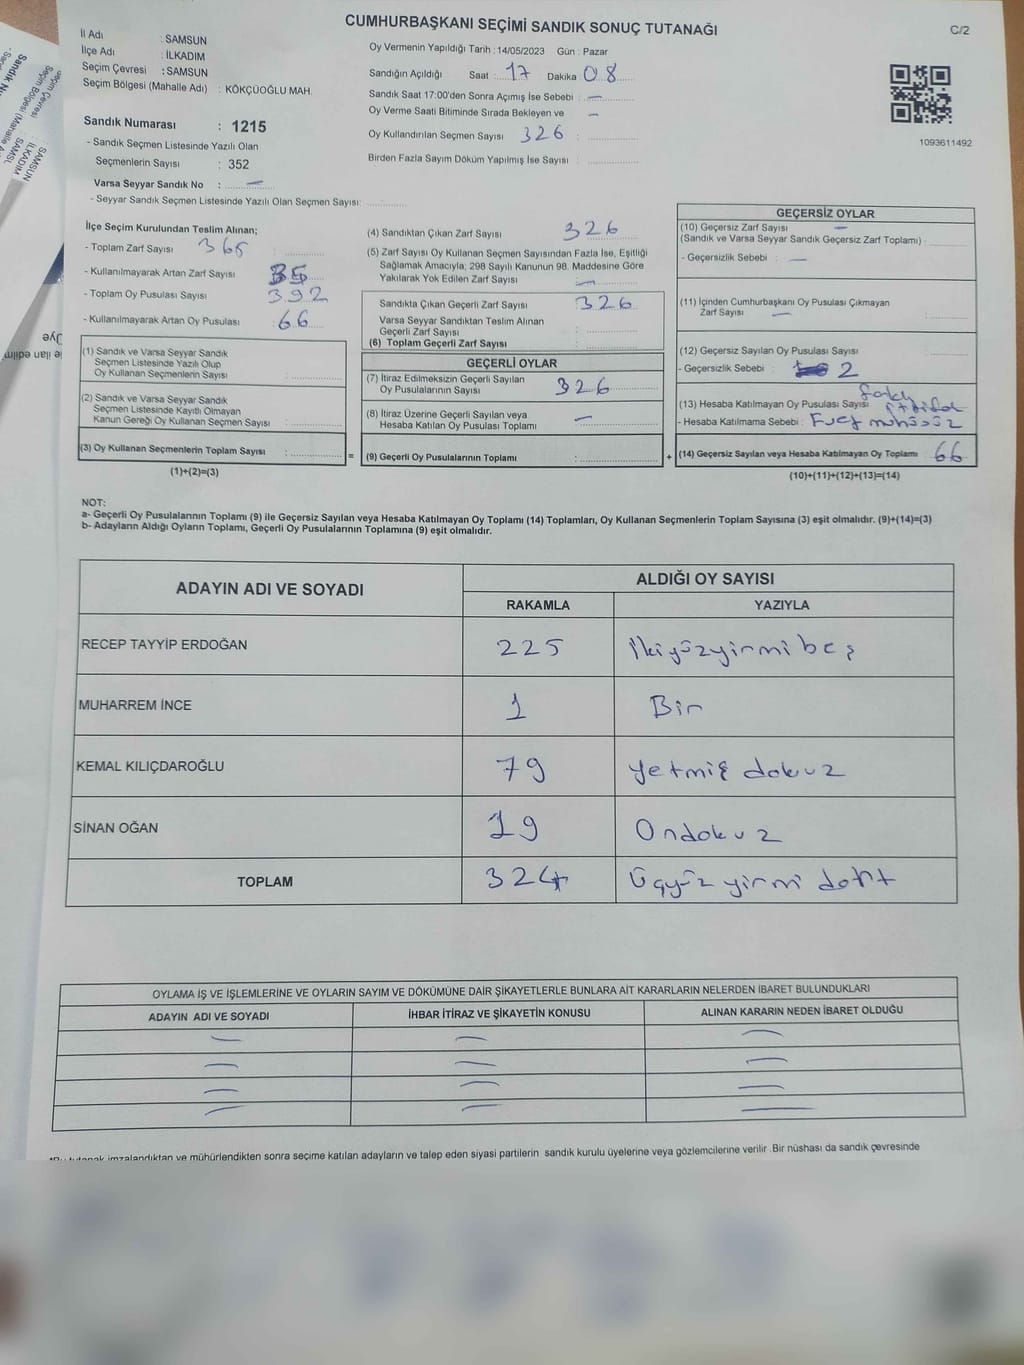 CUMHURBAŞKANI SEÇİMİ SANDIK SONUÇ TUTANAĞI
C/2
İl Adı : SAMSUN
İlçe Adı : İLKADIM
Seçim Çevresi : SAMSUN
Seçim Bölgesi (Mahalle Adı) : KÖKÇÜOĞLU MAH.
Sandık Numarası : 1215
- Sandık Seçmen Listesinde Yazılı Olan
Seçmenlerin Sayısı : 352
Varsa Seyyar Sandık No : —
- Seyyar Sandık Seçmen Listesinde Yazılı Olan Seçmen Sayısı:
Oy Vermenin Yapıldığı Tarih : 14/05/2023 Gün : Pazar
Sandığın Açıldığı Saat : 17 Dakika 08
Sandık Saat 17:00'den Sonra Açımış İse Sebebi : —
Oy Verme Saati Bitiminde Sırada Bekleyen ve —
Oy Kullandırılan Seçmen Sayısı 326
Birden Fazla Sayım Döküm Yapılmış İse Sayısı :
1093611492
İlçe Seçim Kurulundan Teslim Alınan;
- Toplam Zarf Sayısı 365
- Kullanılmayarak Artan Zarf Sayısı 35
- Toplam Oy Pusulası Sayısı 392
- Kullanılmayarak Artan Oy Pusulası : 66
(1) Sandık ve Varsa Seyyar Sandık
Seçmen Listesinde Yazılı Olup
Oy Kullanan Seçmenlerin Sayısı :
(2) Sandık ve Varsa Seyyar Sandık
Seçmen Listesinde Kayıtlı Olmayan
Kanun Gereği Oy Kullanan Seçmen Sayısı :
(3) Oy Kullanan Seçmenlerin Toplam Sayısı : =
(1)+(2)=(3)
(4) Sandıktan Çıkan Zarf Sayısı 326
(5) Zarf Sayısı Oy Kullanan Seçmen Sayısından Fazla İse, Eşitliği
Sağlamak Amacıyla; 298 Sayılı Kanunun 98. Maddesine Göre
Yakılarak Yok Edilen Zarf Sayısı —
Sandıkta Çıkan Geçerli Zarf Sayısı 326
Varsa Seyyar Sandıktan Teslim Alınan
Geçerli Zarf Sayısı :
(6) Toplam Geçerli Zarf Sayısı :
GEÇERLİ OYLAR
(7) İtiraz Edilmeksizin Geçerli Sayılan
Oy Pusulasının Sayısı 326
(8) İtiraz Üzerine Geçerli Sayılan veya
Hesaba Katılan Oy Pusulası Toplamı —
(9) Geçerli Oy Pusulalarının Toplamı : +
GEÇERSİZ OYLAR
(10) Geçersiz Zarf Sayısı —
(Sandık ve Varsa Seyyar Sandık Geçersiz Zarf Toplamı) :
- Geçersizlik Sebebi : —
(11) İçinden Cumhurbaşkanı Oy Pusulası Çıkmayan
Zarf Sayısı —
(12) Geçersiz Sayılan Oy Pusulası Sayısı
- Geçersizlik Sebebi : 2
(13) Hesaba Katılmayan Oy Pusulası Sayısı
- Hesaba Katılmama Sebebi :
(14) Geçersiz Sayılan veya Hesaba Katılmayan Oy Toplamı 66
(10)+(11)+(12)+(13)=(14)
NOT:
a- Geçerli Oy Pusulalarının Toplamı (9) ile Geçersiz Sayılan veya Hesaba Katılmayan Oy Toplamı (14) Toplamları, Oy Kullanan Seçmenlerin Toplam Sayısına (3) eşit olmalıdır. (9)+(14)=(3)
b- Adayların Aldığı Oyların Toplamı, Geçerli Oy Pusulalarının Toplamına (9) eşit olmalıdır.
ADAYIN ADI VE SOYADI
ALDIĞI OY SAYISI
RAKAMLA YAZIYLA
RECEP TAYYİP ERDOĞAN 225 İkiyüzyirmi beş
MUHARREM İNCE 1 Bir
KEMAL KILIÇDAROĞLU 79 yetmiş dokuz
SİNAN OĞAN 19 Ondokuz
TOPLAM 324 Üçyüz yirmi dört
OYLAMA İŞ VE İŞLEMLERİNE VE OYLARIN SAYIM VE DÖKÜMÜNE DAİR ŞİKAYETLERLE BUNLARA AİT KARARLARIN NELERDEN İBARET BULUNDUKLARI
ADAYIN ADI VE SOYADI İHBAR İTİRAZ VE ŞİKAYETİN KONUSU ALINAN KARARIN NEDEN İBARET OLDUĞU
— — —
— — —
— — —
— — —
*Bu tutanak imzalandıktan ve mühürlendikten sonra seçime katılan adayların ve talep eden siyasi partilerin sandık kurulu üyelerine veya gözlemcilerine verilir. Bir nüshası da sandık çevresinde